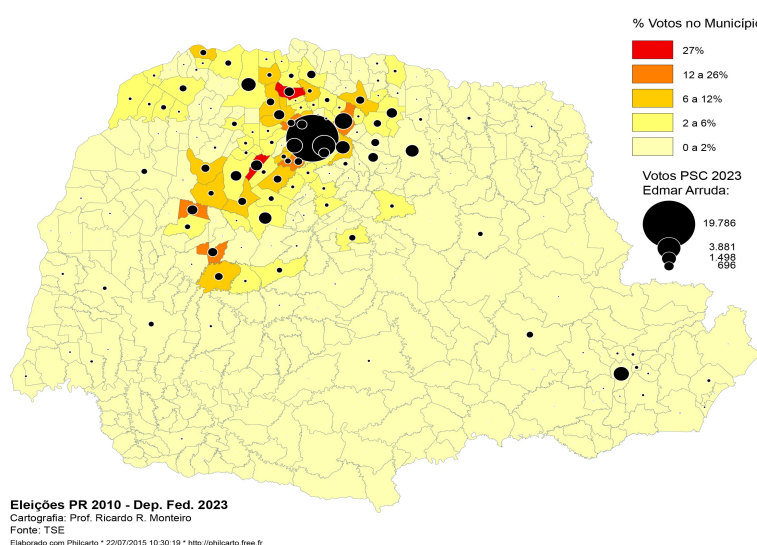 % Votos no Municípi
27%
12 a 26%
6 a 12%
2 a 6%
0 a 2%
Votos PSC 2023
Edmar Arruda:
19.786
3.881
1.498
696
Eleições PR 2010 - Dep. Fed. 2023
Cartografia: Prof. Ricardo R. Monteiro
Fonte: TSE
Elaborado com Philcarto * 22/07/2015 10:30:19 * http://philcarto.free.fr